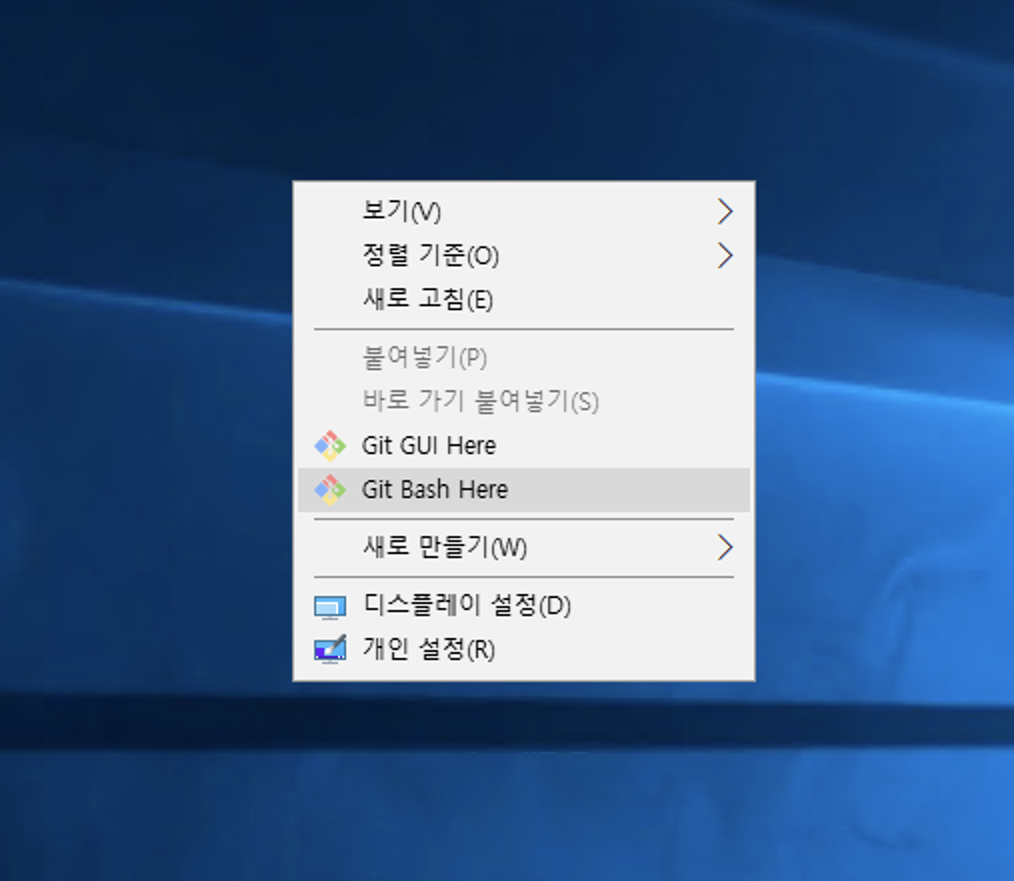 보기(V)
정렬 기준(O)
새로 고침(E)
붙여넣기(P)
바로 가기 붙여넣기(S)
Git GUI Here
Git Bash Here
새로 만들기(W)
디스플레이 설정(D)
개인 설정(R)